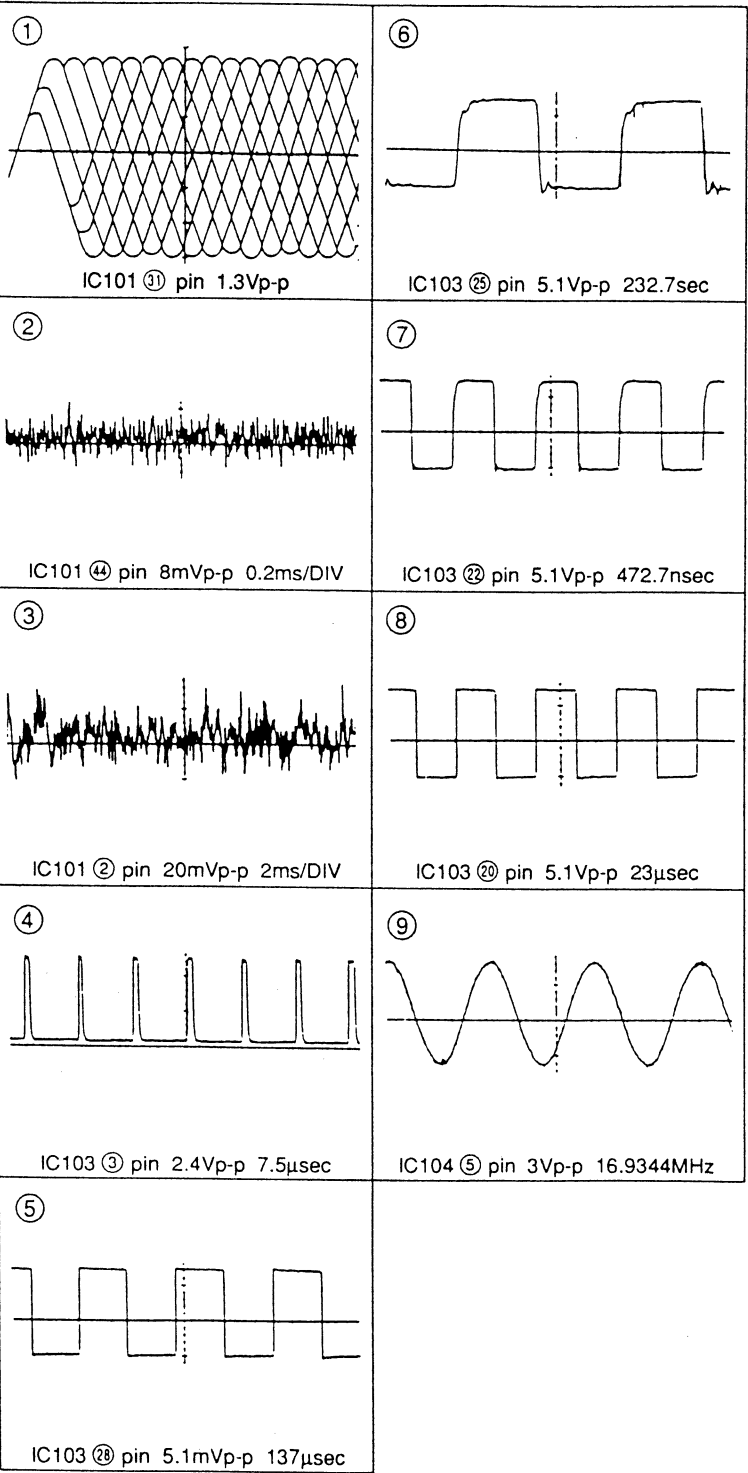 ①
IC101 ㉛ pin 1.3Vp-p
②
IC101 ㊹ pin 8mVp-p 0.2ms/DIV
③
IC101 ② pin 20mVp-p 2ms/DIV
④
IC103 ③ pin 2.4Vp-p 7.5µsec
⑤
IC103 ㉘ pin 5.1mVp-p 137µsec
⑥
IC103 ㉕ pin 5.1Vp-p 232.7sec
⑦
IC103 ㉒ pin 5.1Vp-p 472.7nsec
⑧
IC103 ⑳ pin 5.1Vp-p 23µsec
⑨
IC104 ⑤ pin 3Vp-p 16.9344MHz